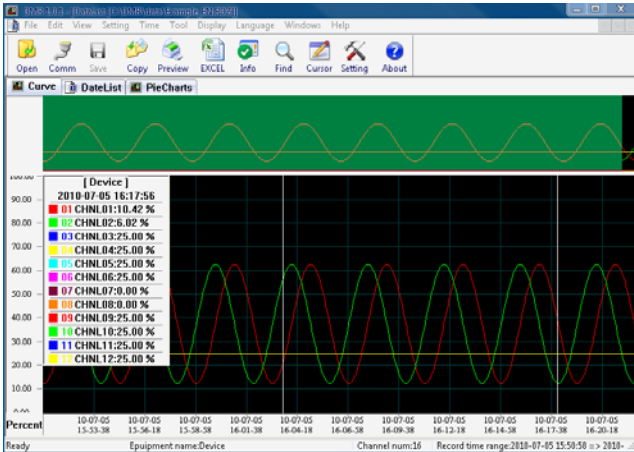 File Edit View Setting Time Tool Display Language Windows Help
Open Comm Save Copy Preview EXCEL Info Find Cursor Setting About
Curve DateList PieCharts
100.00
90.00
80.00
70.00
60.00
50.00
40.00
30.00
20.00
10.00
0.00
[ Device ]
2010-07-05 16:17:56
01 CHNL01:10.42 %
02 CHNL02:6.02 %
03 CHNL03:25.00 %
04 CHNL04:25.00 %
05 CHNL05:25.00 %
06 CHNL06:25.00 %
07 CHNL07:0.00 %
08 CHNL08:0.00 %
09 CHNL09:25.00 %
10 CHNL10:25.00 %
11 CHNL11:25.00 %
12 CHNL12:25.00 %
Percent
10-07-05 10-07-05 10-07-05 10-07-05 10-07-05 10-07-05 10-07-05 10-07-05 10-07-05 10-07-05 10-07-05
15-53-38 15-56-18 15-58-58 16-01-38 16-04-18 16-06-58 16-09-38 16-12-18 16-14-58 16-17-38 16-20-18
Ready Epuipment name:Device Channel num:16 Record time range:2010-07-05 15:50:58 => 2010-